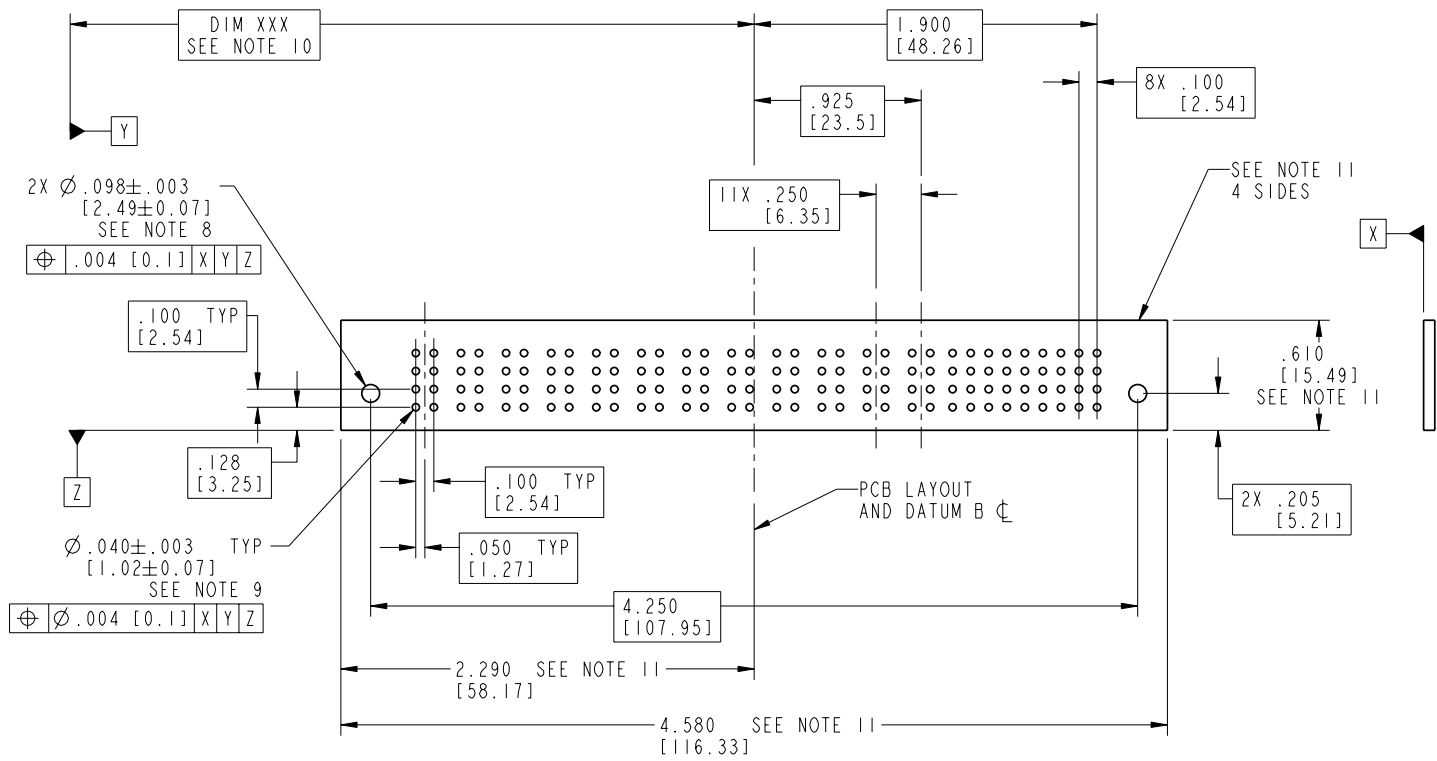 DIM XXX
SEE NOTE 10
1.900
[48.26]
8X .100
[2.54]
.925
[23.5]
Y
2X Ø .098±.003
[2.49±0.07]
SEE NOTE 8
⌖ .004 [0.1] X Y Z
11X .250
[6.35]
SEE NOTE 11
4 SIDES
X
.100 TYP
[2.54]
.610
[15.49]
SEE NOTE 11
.128
[3.25]
Z
.100 TYP
[2.54]
PCB LAYOUT
AND DATUM B ℄
2X .205
[5.21]
Ø .040±.003 TYP
[1.02±0.07]
SEE NOTE 9
⌖ Ø .004 [0.1] X Y Z
.050 TYP
[1.27]
4.250
[107.95]
2.290 SEE NOTE 11
[58.17]
4.580 SEE NOTE 11
[116.33]